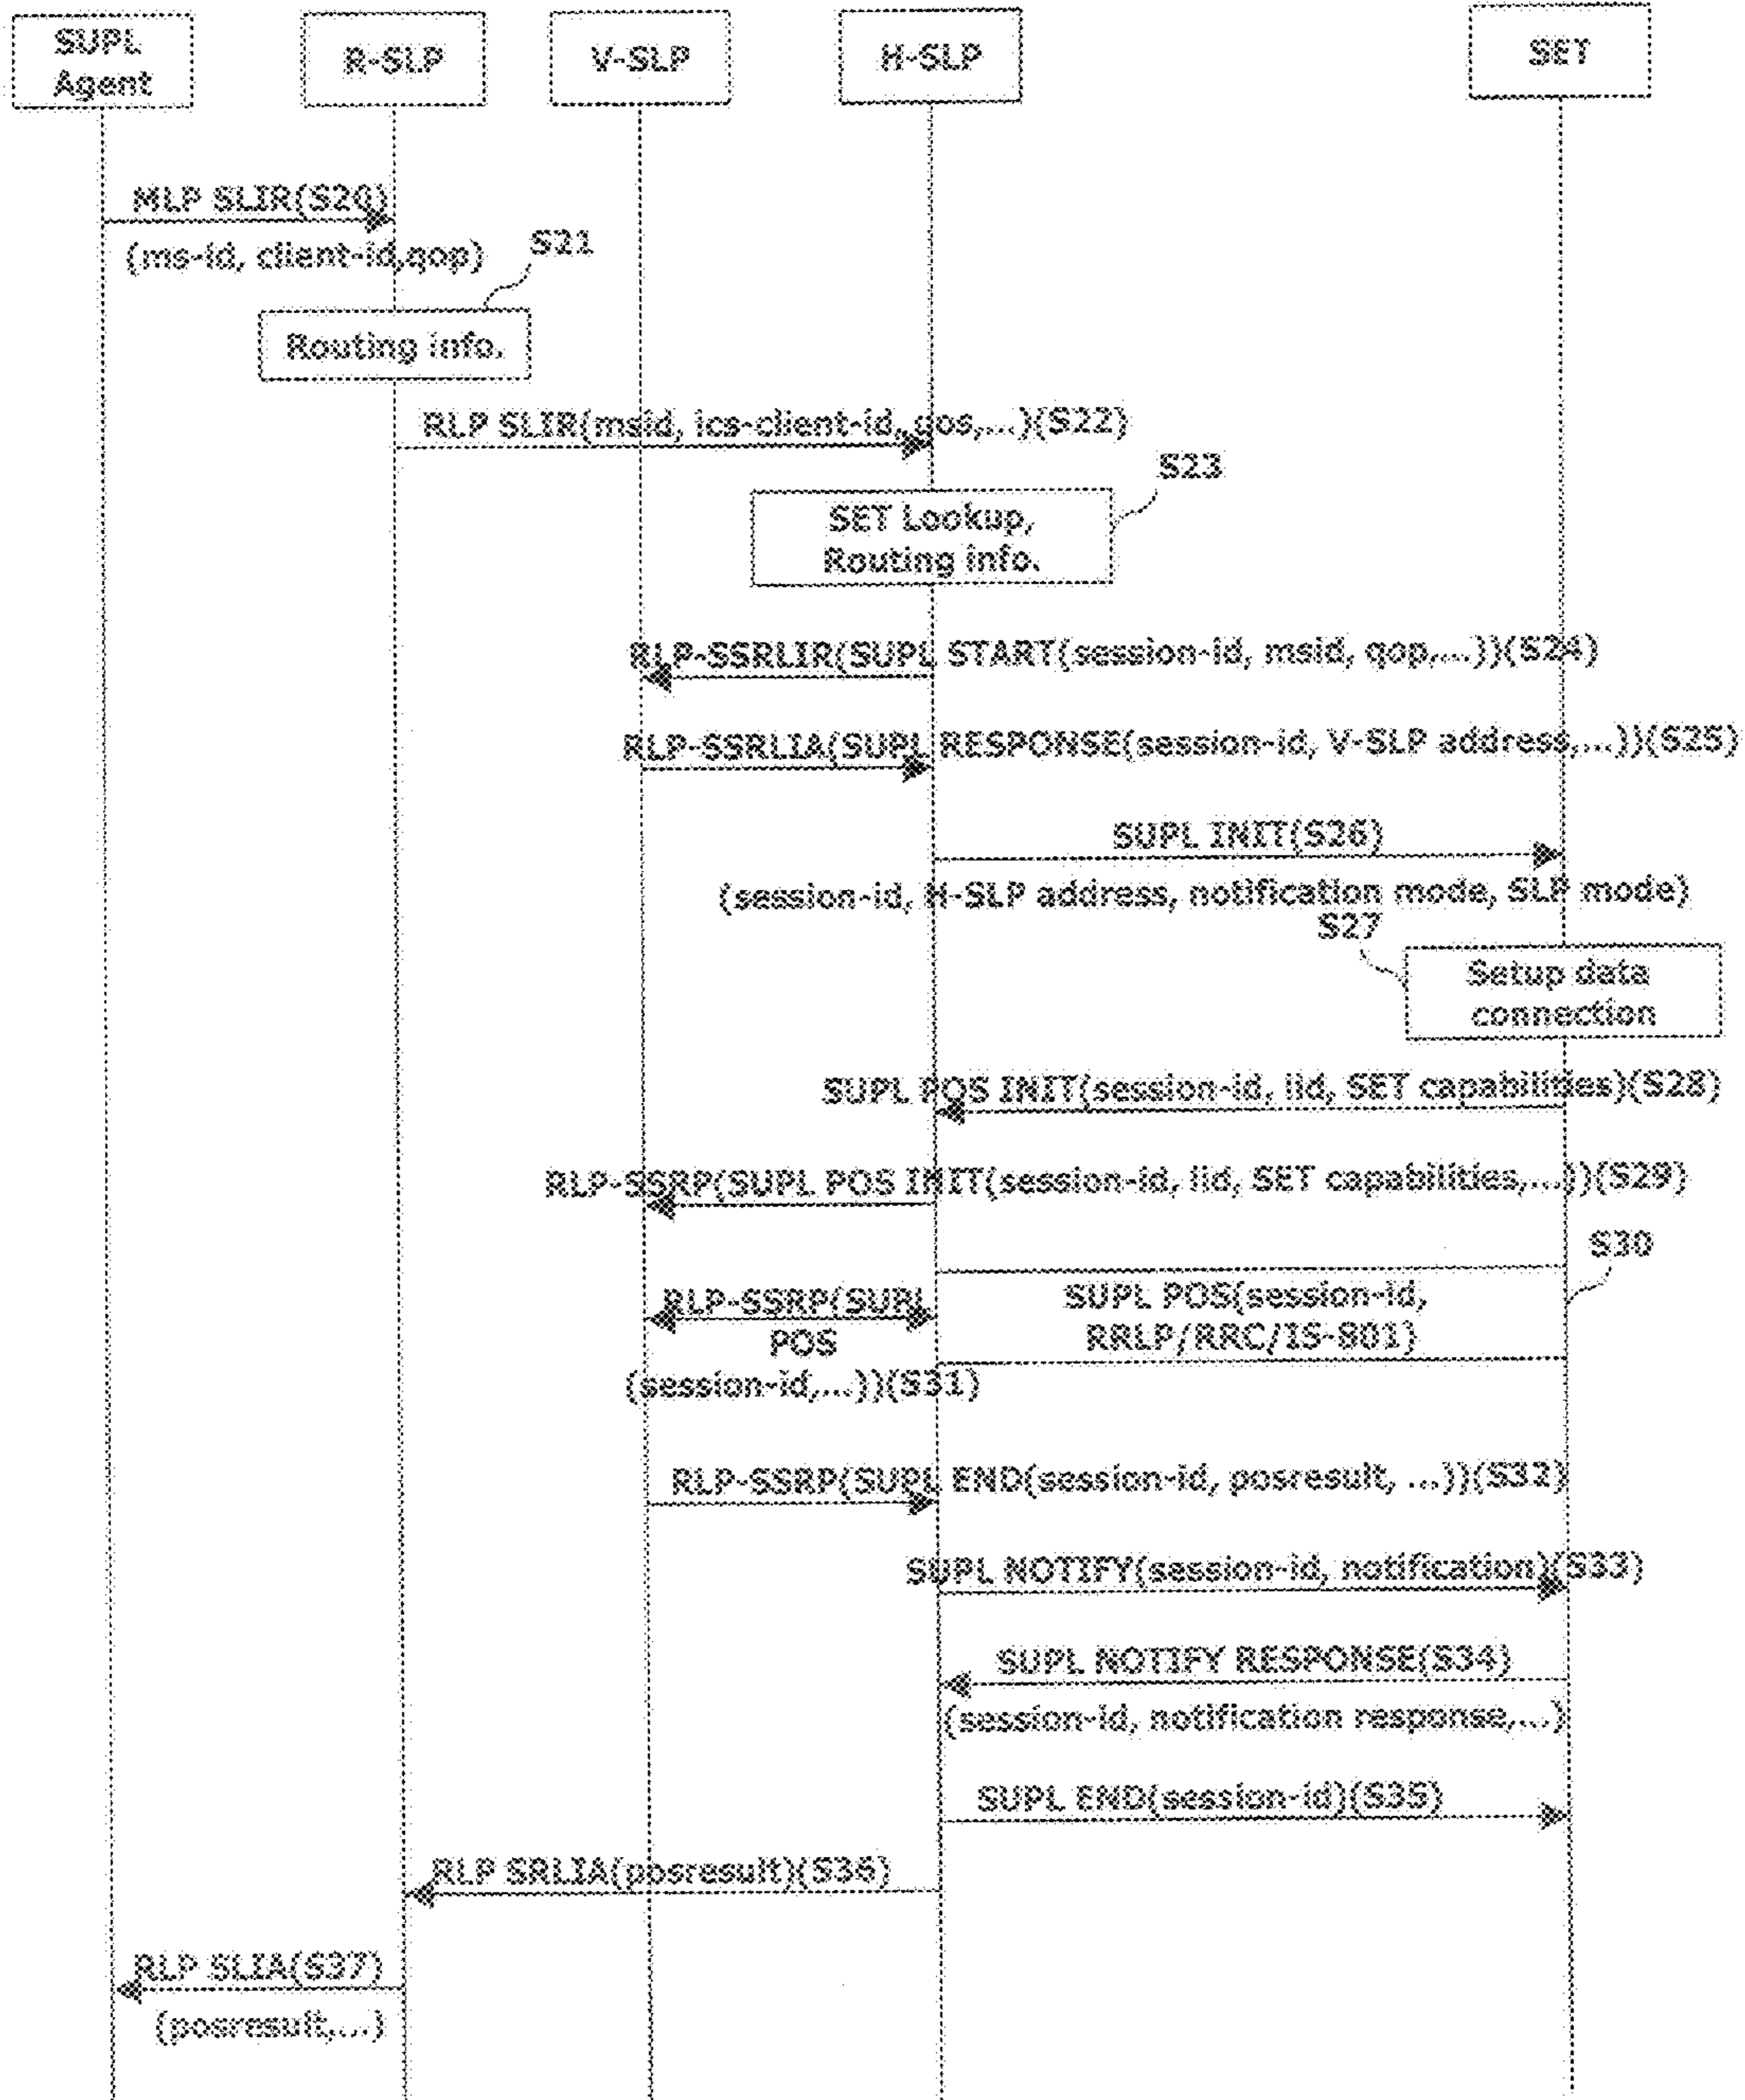 SUPL
Agent
R-SLP
V-SLP
H-SLP
SET
MLP SLIR(S20)
(ms-id, client-id,qop)
S21
Routing info.
RLP SLIR(msid, ics-client-id, qos,...)(S22)
S23
SET Lookup,
Routing info.
RLP-SSRLIR(SUPL START(session-id, msid, qop,...))(S24)
RLP-SSRLIA(SUPL RESPONSE(session-id, V-SLP address,...))(S25)
SUPL INIT(S26)
(session-id, H-SLP address, notification mode, SLP mode)
S27
Setup data
connection
SUPL POS INIT(session-id, lid, SET capabilities)(S28)
RLP-SSRP(SUPL POS INIT(session-id, lid, SET capabilities,...))(S29)
S30
RLP-SSRP(SUPL
POS
(session-id,...))(S31)
SUPL POS(session-id,
RRLP/RRC/IS-801)
RLP-SSRP(SUPL END(session-id, posresult, ...))(S32)
SUPL NOTIFY(session-id, notification)(S33)
SUPL NOTIFY RESPONSE(S34)
(session-id, notification response,...)
SUPL END(session-id)(S35)
RLP SRLIA(posresult)(S36)
RLP SLIA(S37)
(posresult,...)